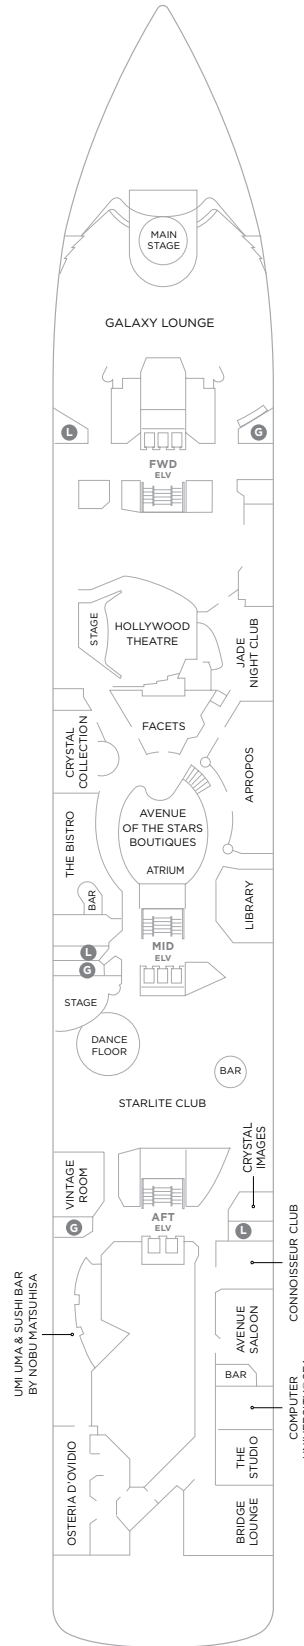 MAIN
STAGE
GALAXY LOUNGE
L
G
FWD
ELV
STAGE
HOLLYWOOD
THEATRE
JADE
NIGHT CLUB
FACETS
CRYSTAL
COLLECTION
APROPOS
AVENUE
OF THE STARS
BOUTIQUES
ATRIUM
THE BISTRO
BAR
LIBRARY
L
G
MID
ELV
STAGE
DANCE
FLOOR
BAR
STARLITE CLUB
CRYSTAL
IMAGES
VINTAGE
ROOM
G
AFT
ELV
L
CONNOISSEUR CLUB
UMI UMA & SUSHI BAR
BY NOBU MATSUHISA
AVENUE
SALOON
BAR
COMPUTER
THE
STUDIO
OSTERIA D'OVIDIO
BRIDGE
LOUNGE